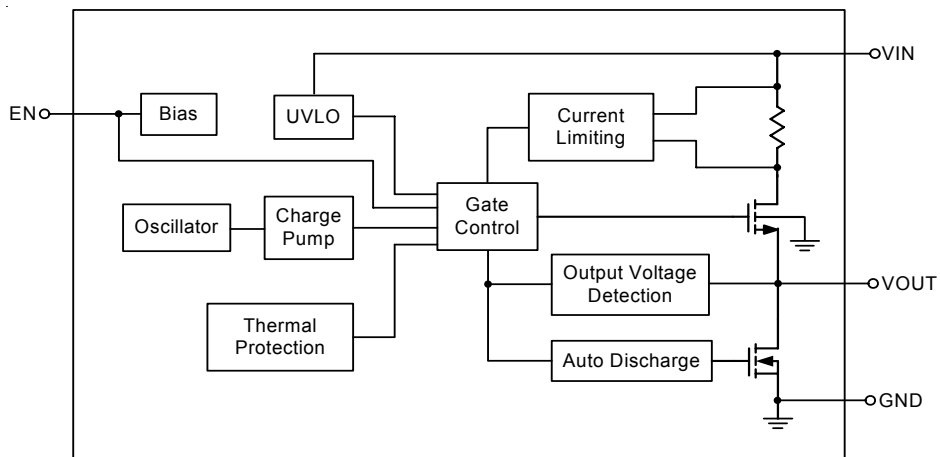 VIN
EN
Bias
UVLO
Current
Limiting
Oscillator
Charge
Pump
Gate
Control
Output Voltage
Detection
VOUT
Thermal
Protection
Auto Discharge
GND